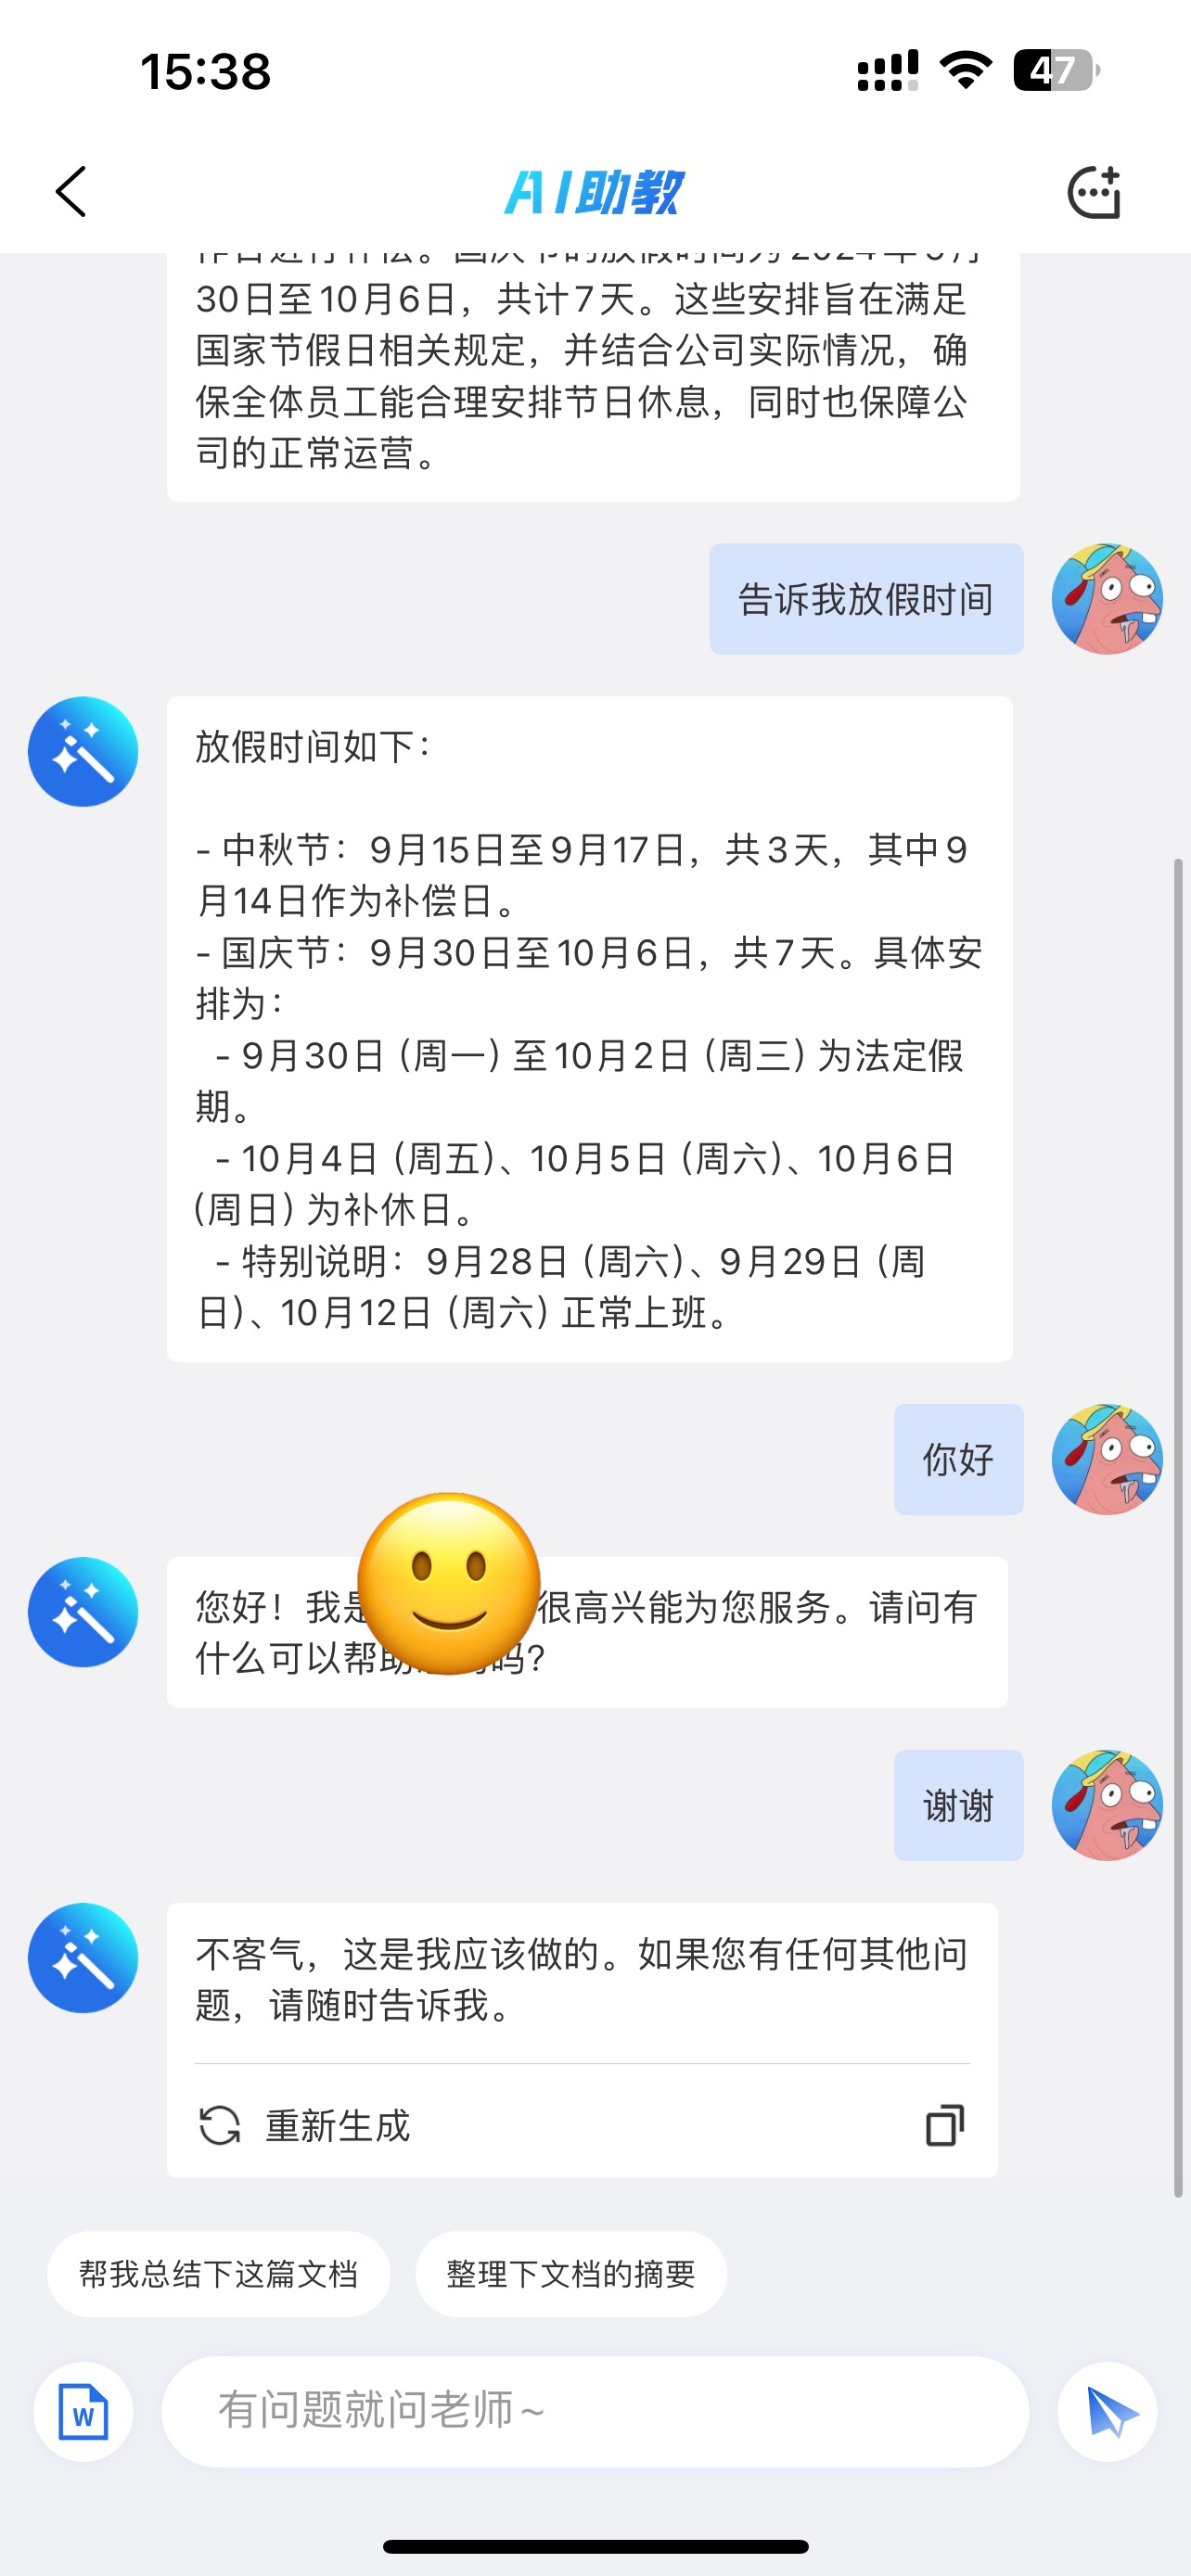 15:38
47
AI助教
30日至10月6日，共计7天。这些安排旨在满足
国家节假日相关规定，并结合公司实际情况，确
保全体员工能合理安排节日休息，同时也保障公
司的正常运营。
告诉我放假时间
放假时间如下：
- 中秋节：9月15日至9月17日，共3天，其中9
月14日作为补偿日。
- 国庆节：9月30日至10月6日，共7天。具体安
排为：
- 9月30日（周一）至10月2日（周三）为法定假
期。
- 10月4日（周五）、10月5日（周六）、10月6日
（周日）为补休日。
- 特别说明：9月28日（周六）、9月29日（周
日）、10月12日（周六）正常上班。
你好
您好！我是 很高兴能为您服务。请问有
什么可以帮助 吗？
谢谢
不客气，这是我应该做的。如果您有任何其他问
题，请随时告诉我。
重新生成
帮我总结下这篇文档
整理下文档的摘要
W
有问题就问老师~